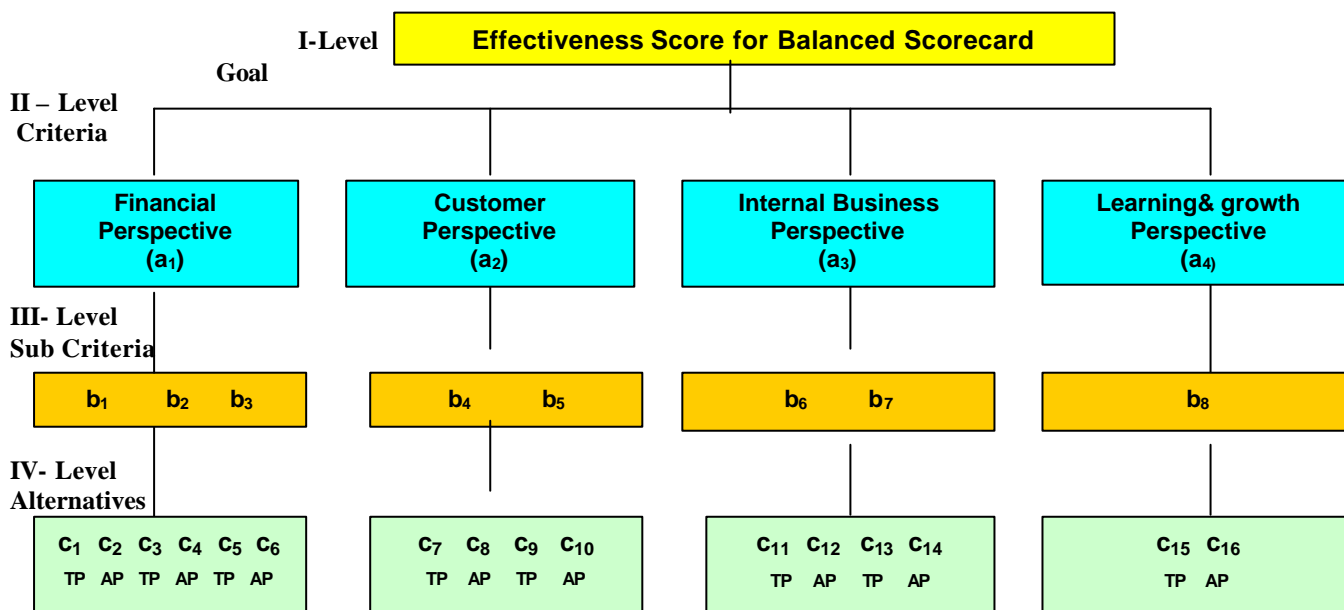 I-Level
Effectiveness Score for Balanced Scorecard
Goal
II – Level
Criteria
Financial
Perspective
(a₁)
Customer
Perspective
(a₂)
Internal Business
Perspective
(a₃)
Learning& growth
Perspective
(a₄)
III- Level
Sub Criteria
b₁ b₂ b₃
b₄ b₅
b₆ b₇
b₈
IV- Level
Alternatives
c₁ c₂ c₃ c₄ c₅ c₆
TP AP TP AP TP AP
c₇ c₈ c₉ c₁₀
TP AP TP AP
c₁₁ c₁₂ c₁₃ c₁₄
TP AP TP AP
c₁₅ c₁₆
TP AP